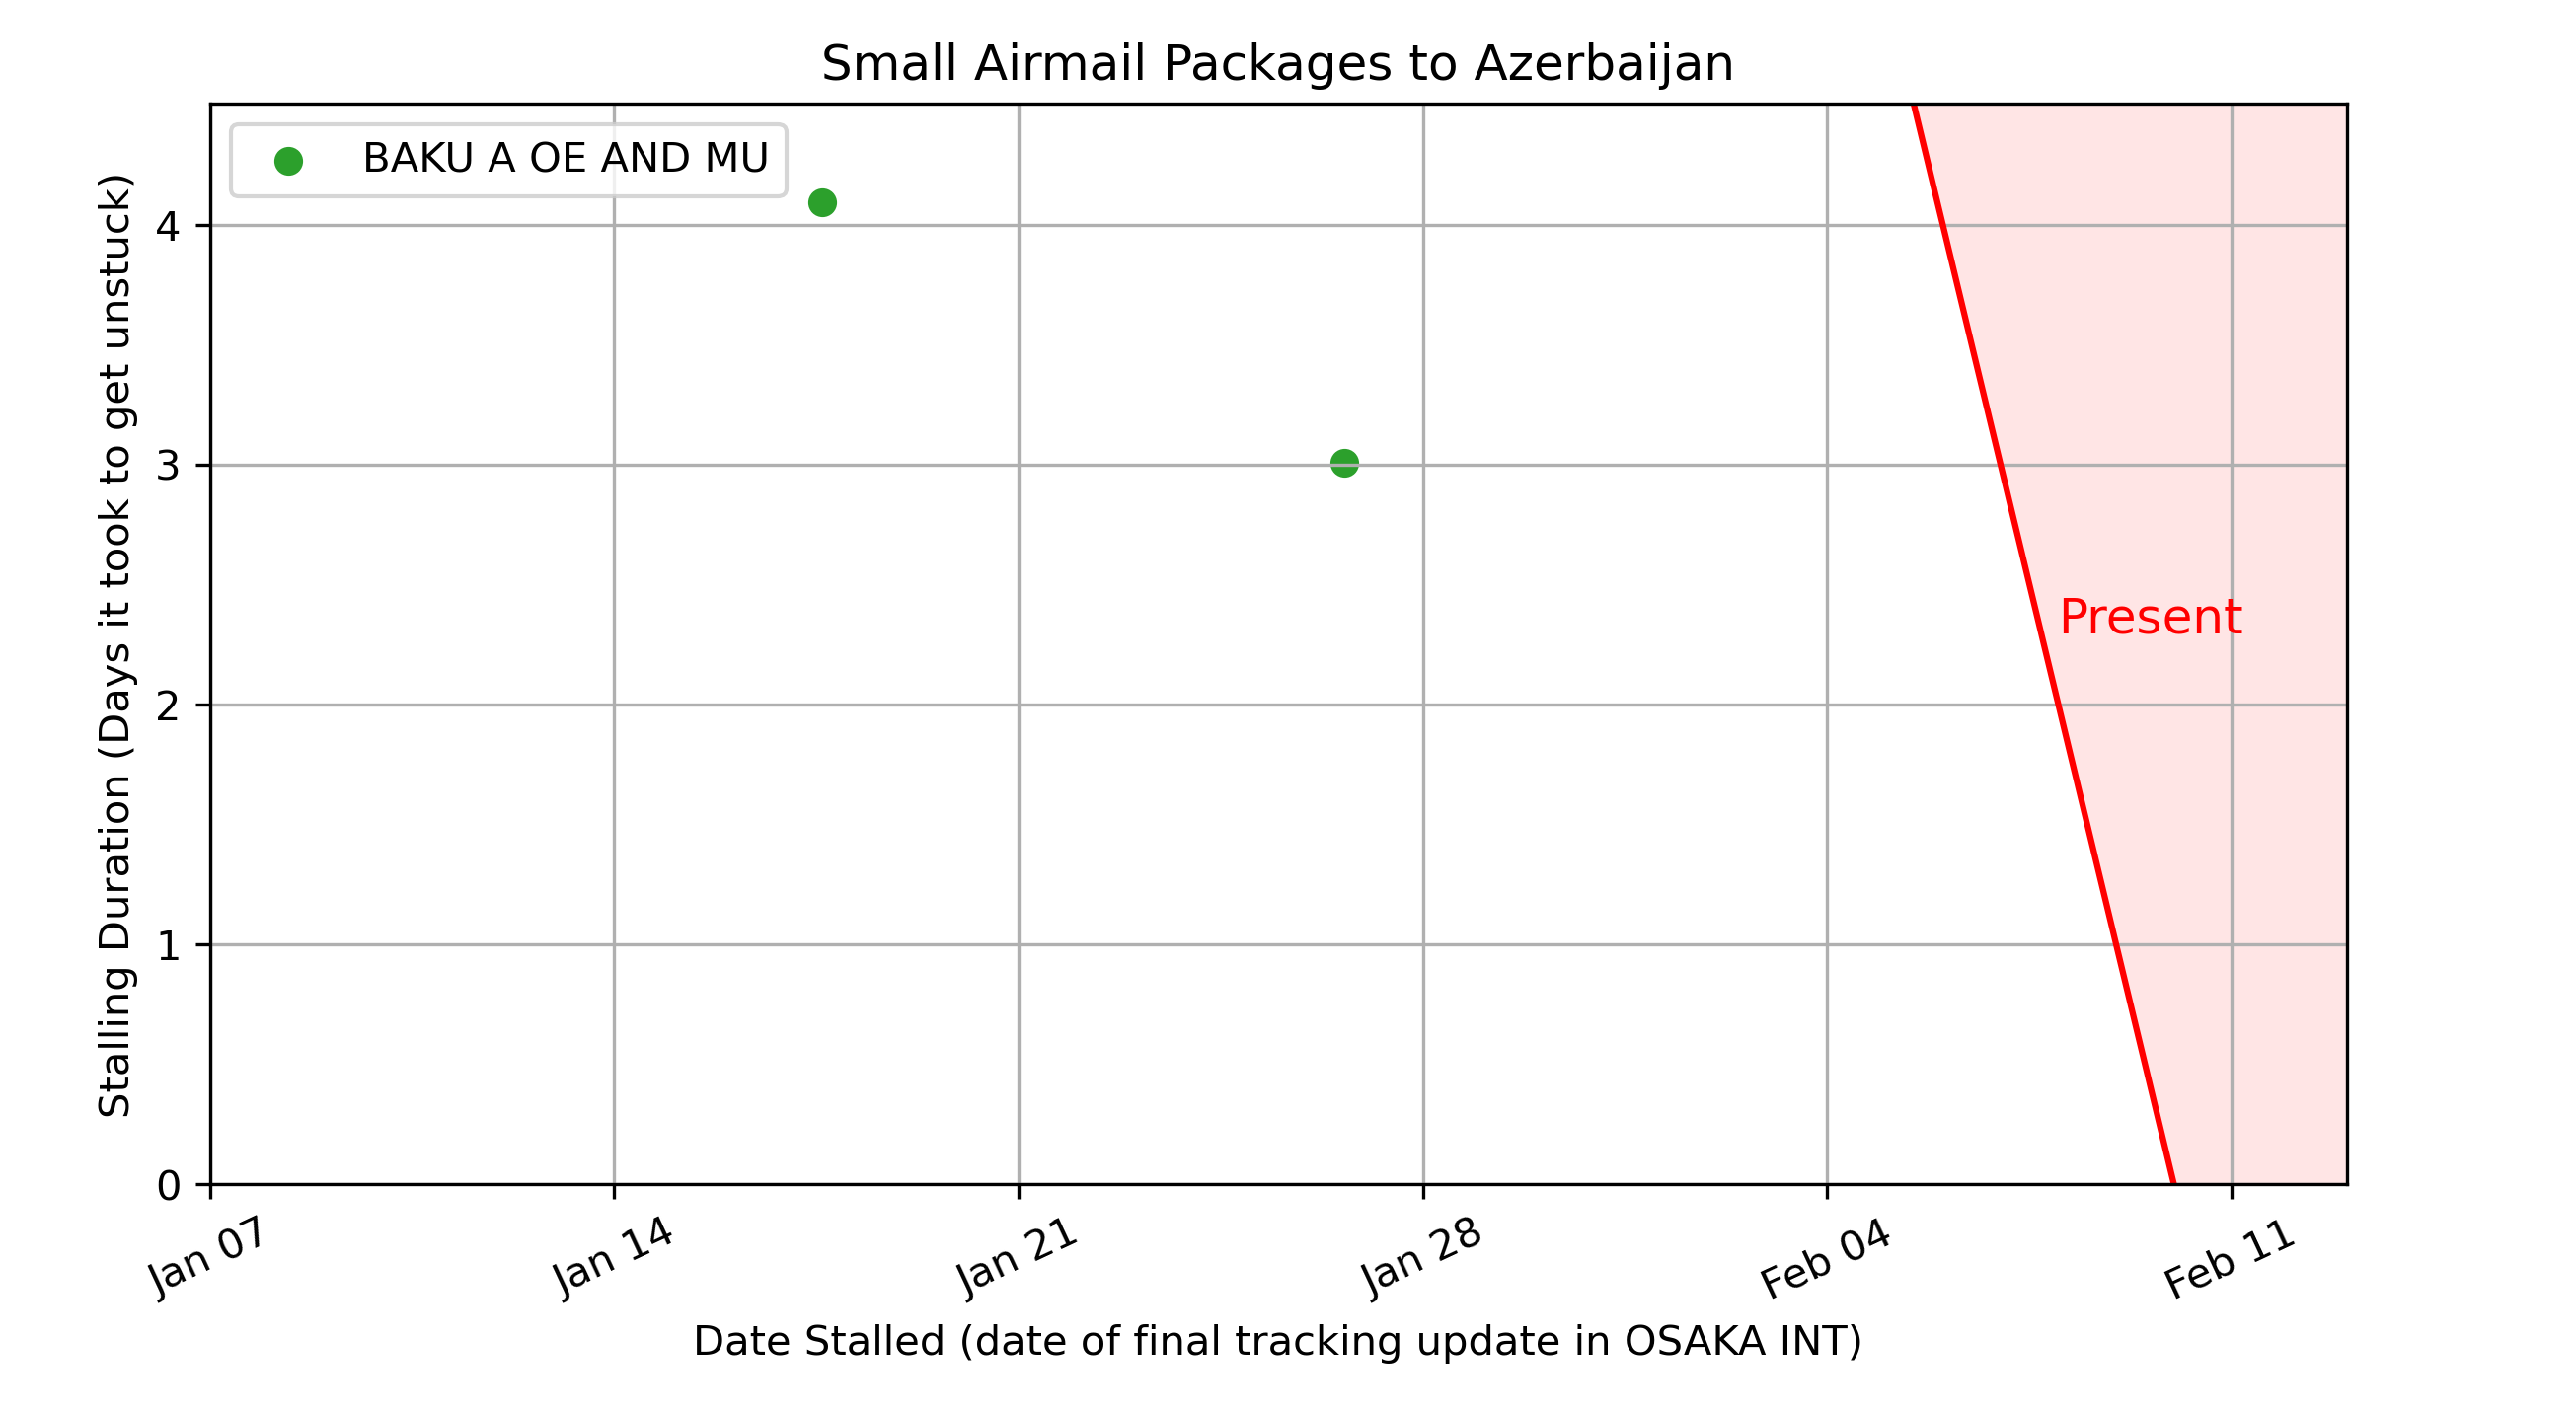 Small Airmail Packages to Azerbaijan
BAKU A OE AND MU
Stalling Duration (Days it took to get unstuck)
4
3
2
1
0
Present
Jan 07
Jan 14
Jan 21
Jan 28
Feb 04
Feb 11
Date Stalled (date of final tracking update in OSAKA INT)